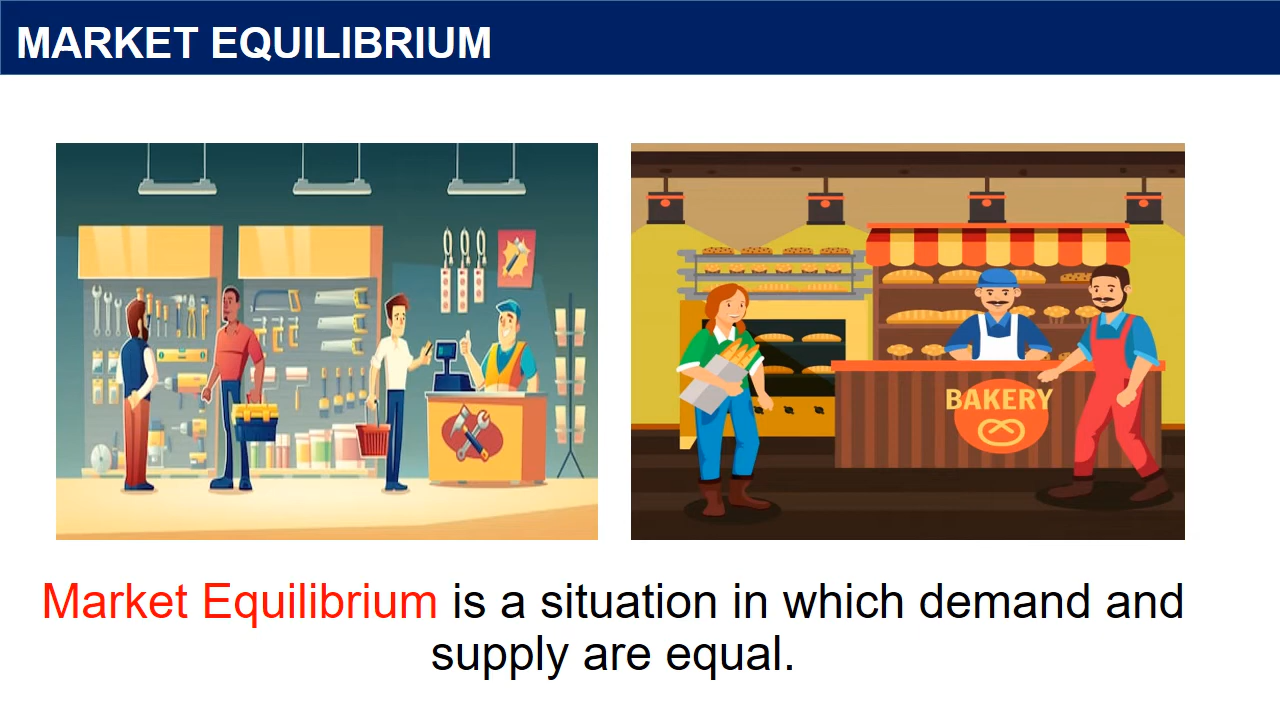 MARKET EQUILIBRIUM
BAKERY
Market Equilibrium is a situation in which demand and
supply are equal.